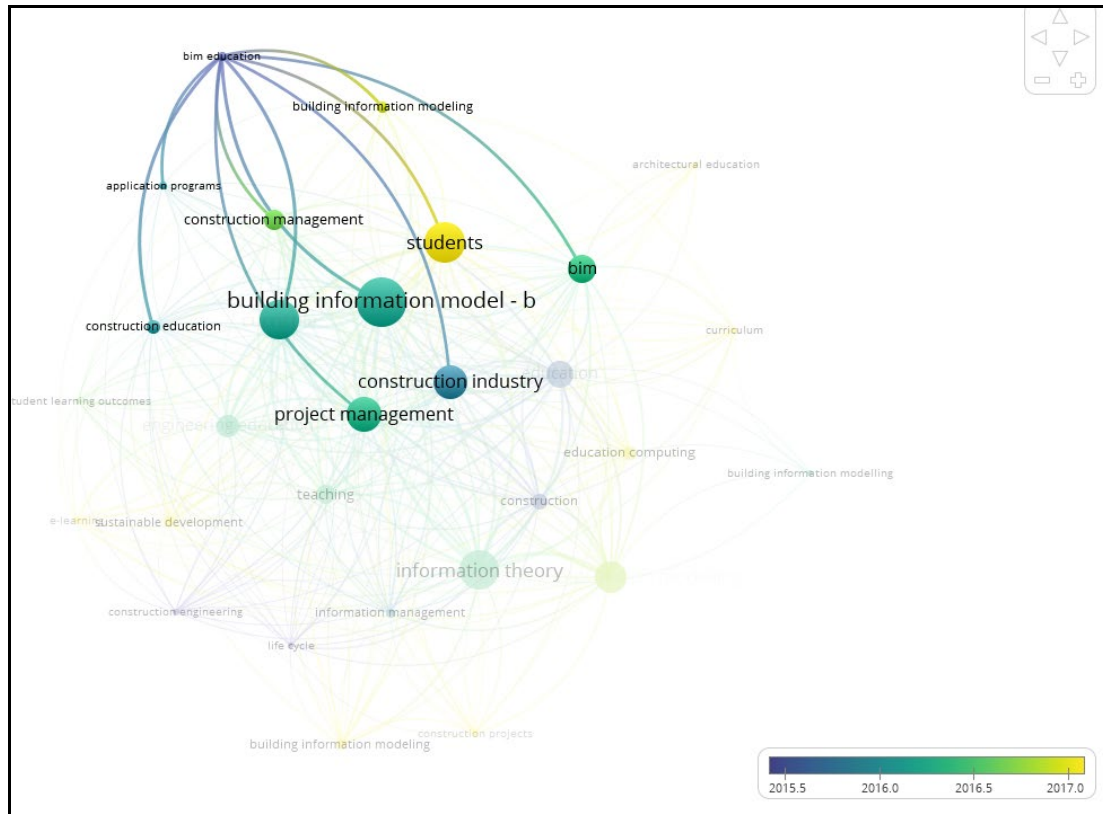 bim education
building information modeling
architectural education
application programs
construction management
students
bim
building information model - b
construction education
curriculum
construction industry
education
student learning outcomes
project management
education computing
building information modelling
teaching
construction
e-learning
sustainable development
information theory
construction engineering
information management
life cycle
building information modeling
construction projects
2015.5
2016.0
2016.5
2017.0